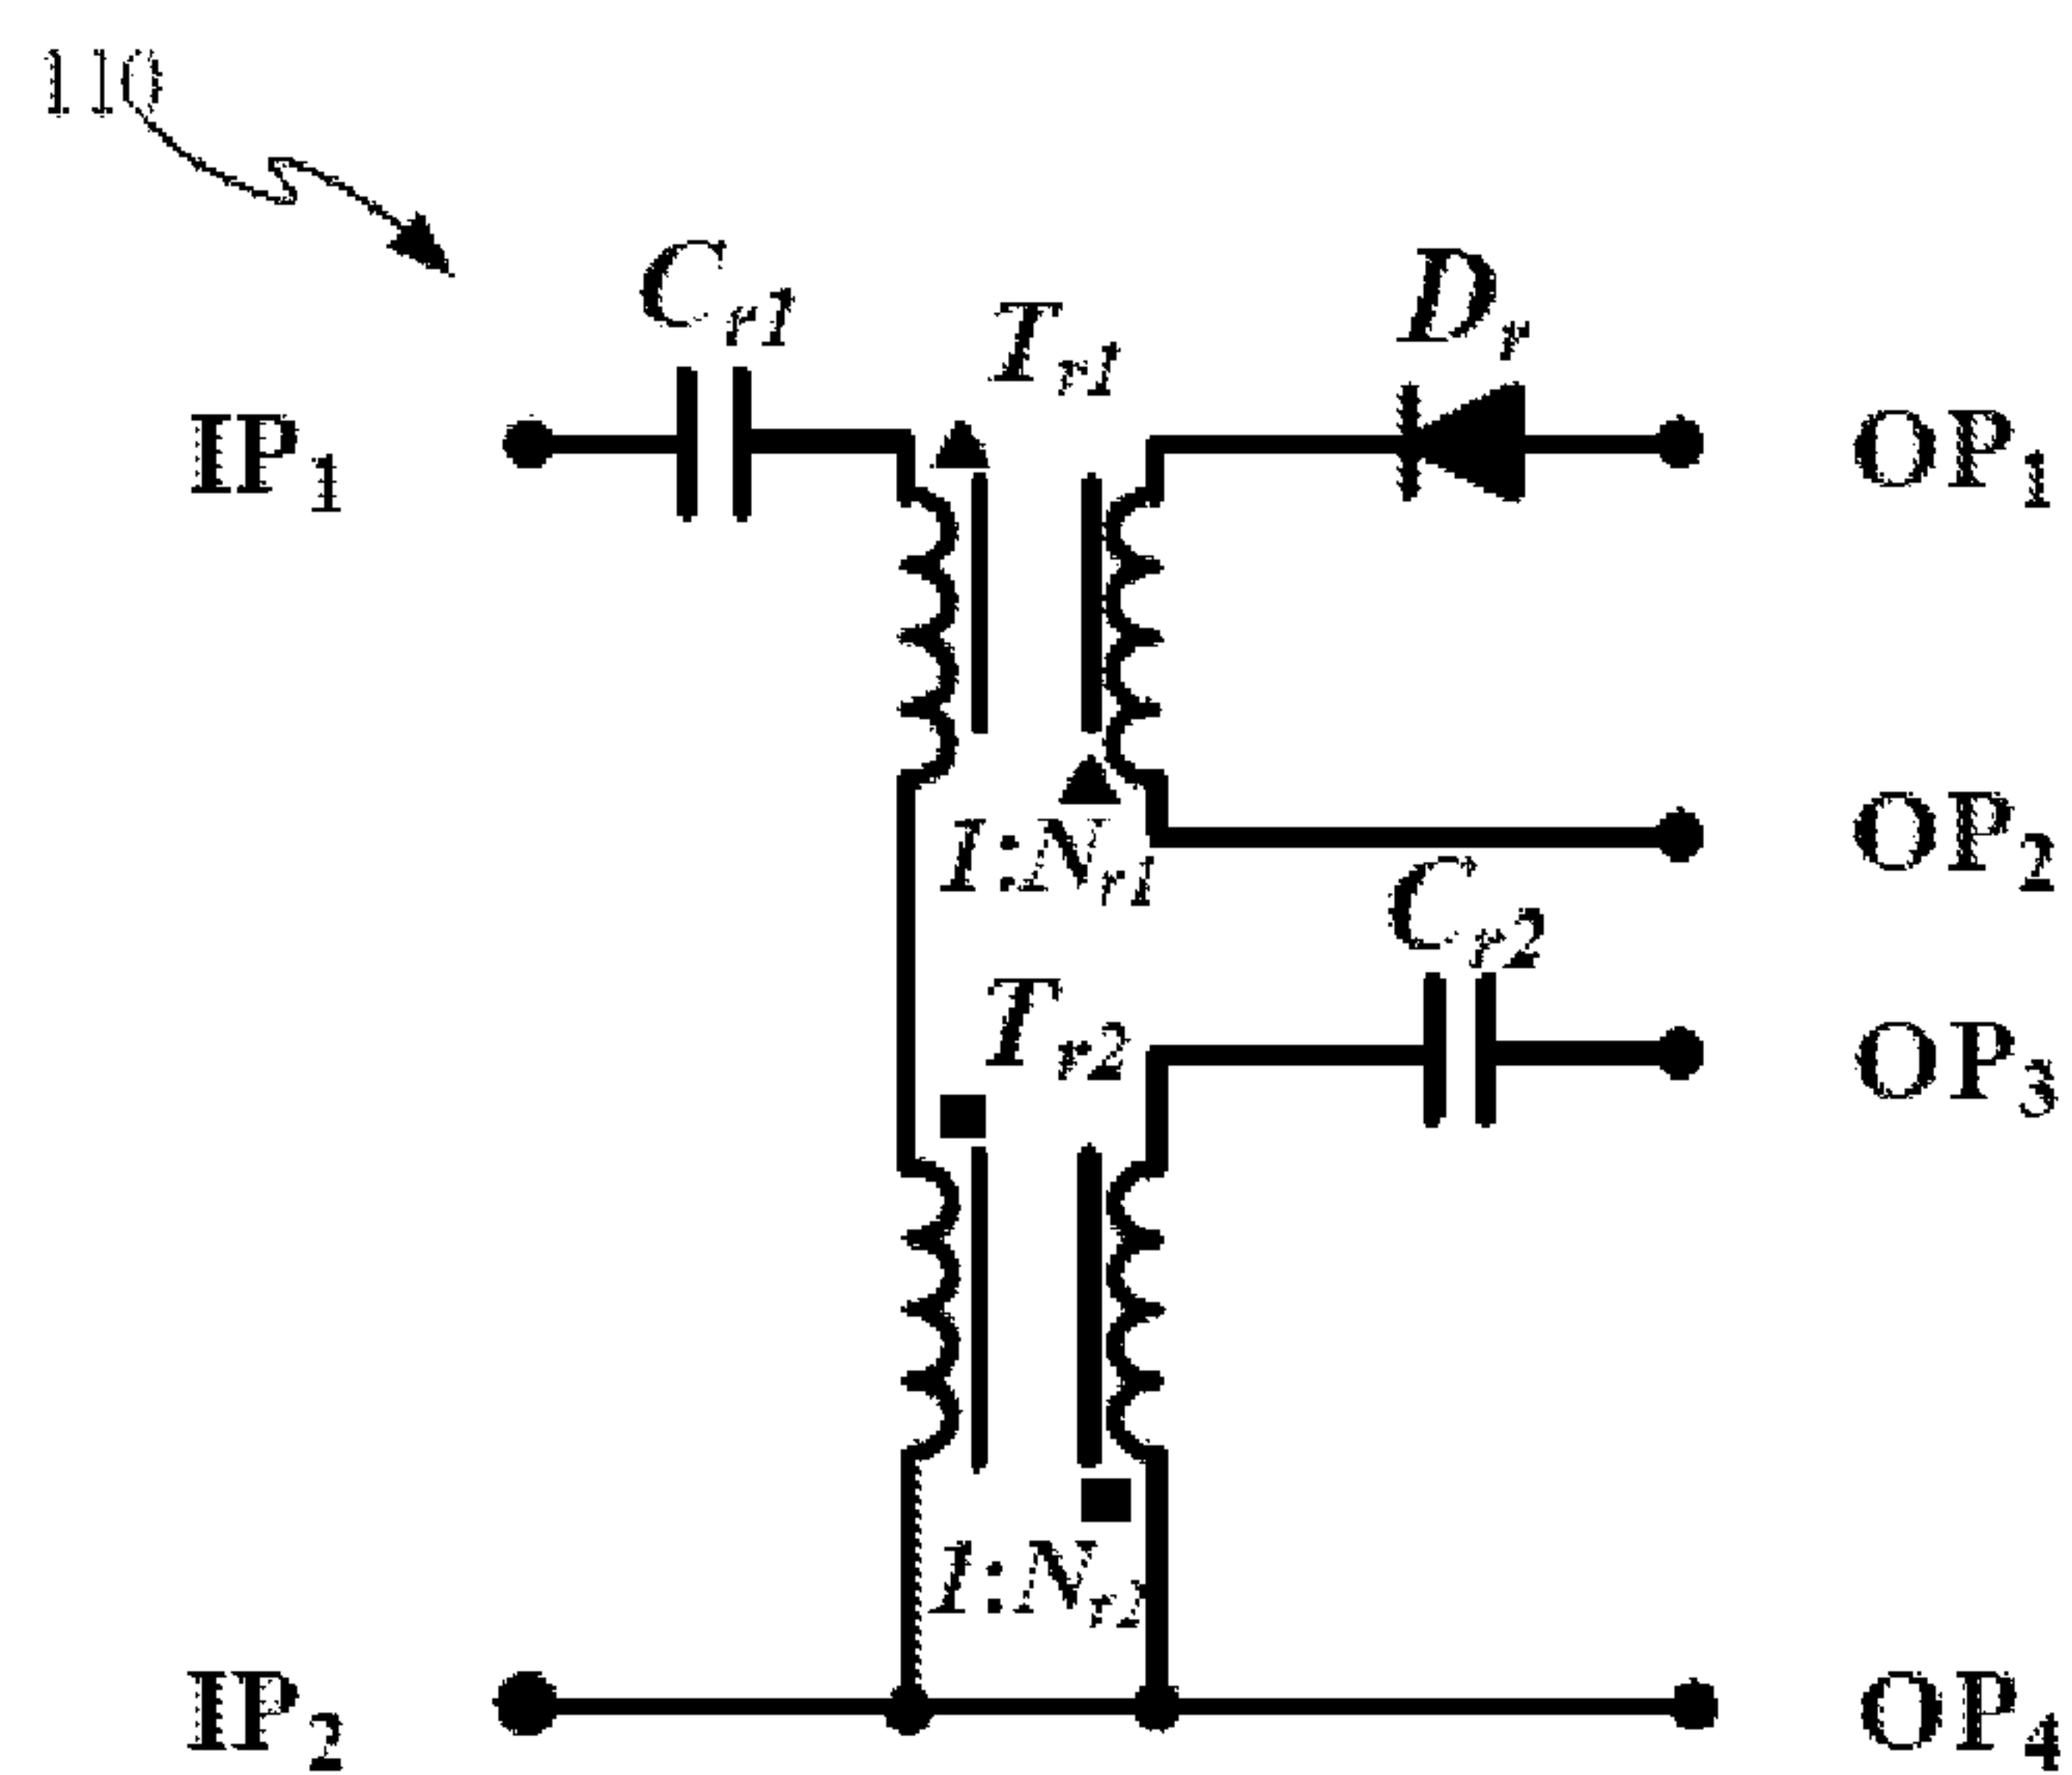 110
C_r1
T_r1
D_r
IP_1
OP_1
1:N_r1
OP_2
C_r2
T_r2
OP_3
1:N_r2
IP_2
OP_4